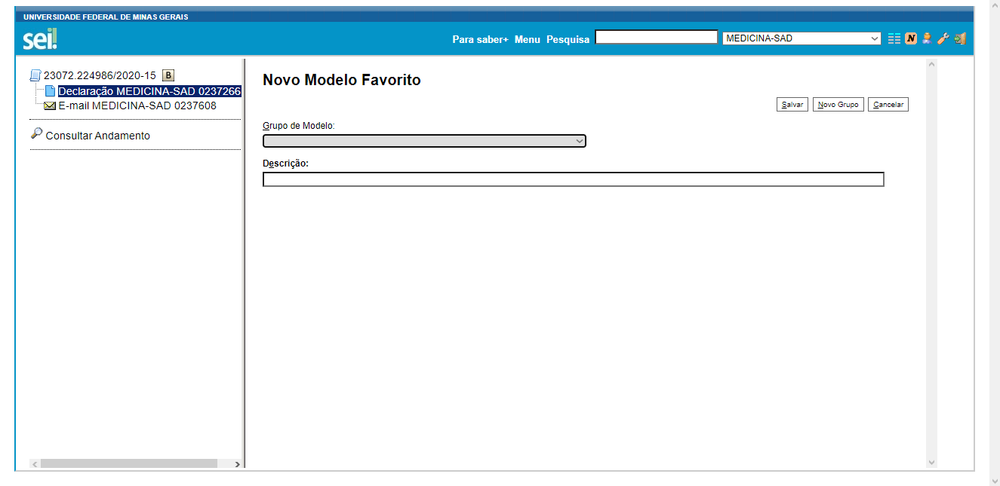 UNIVERSIDADE FEDERAL DE MINAS GERAIS
sei!
Para saber+ Menu Pesquisa MEDICINA-SAD N
23072.224986/2020-15 B
Declaração MEDICINA-SAD 0237266
E-mail MEDICINA-SAD 0237608
Consultar Andamento
Novo Modelo Favorito
Salvar Novo Grupo Cancelar
Grupo de Modelo:
Descrição: